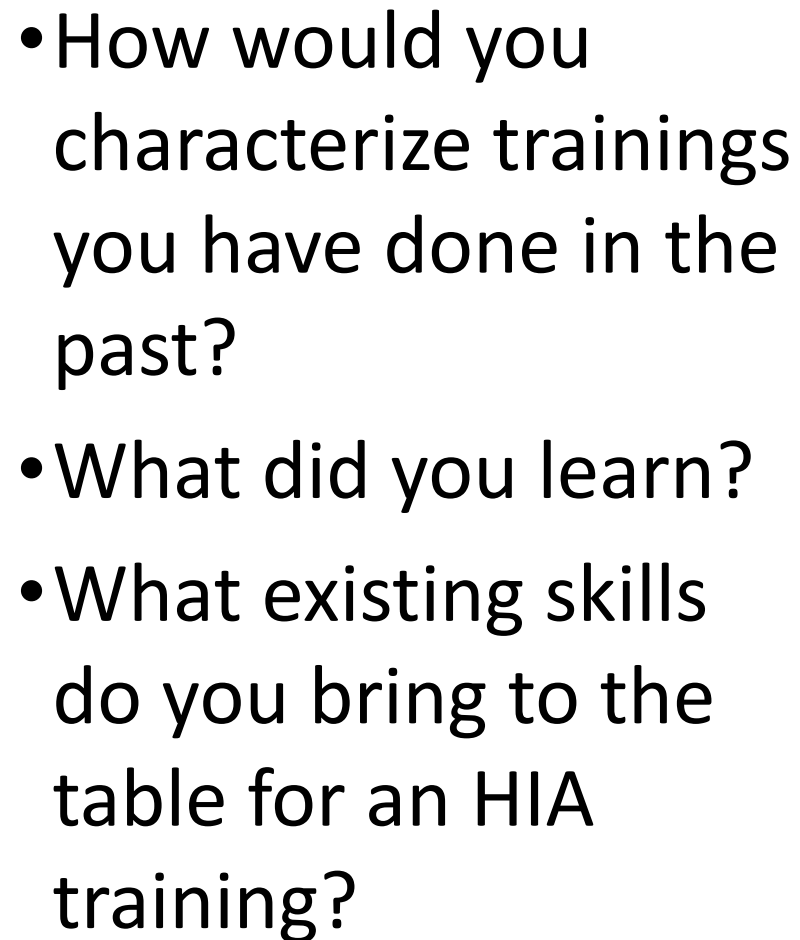 •How would you
characterize trainings
you have done in the
past?
•What did you learn?
•What existing skills
do you bring to the
table for an HIA
training?